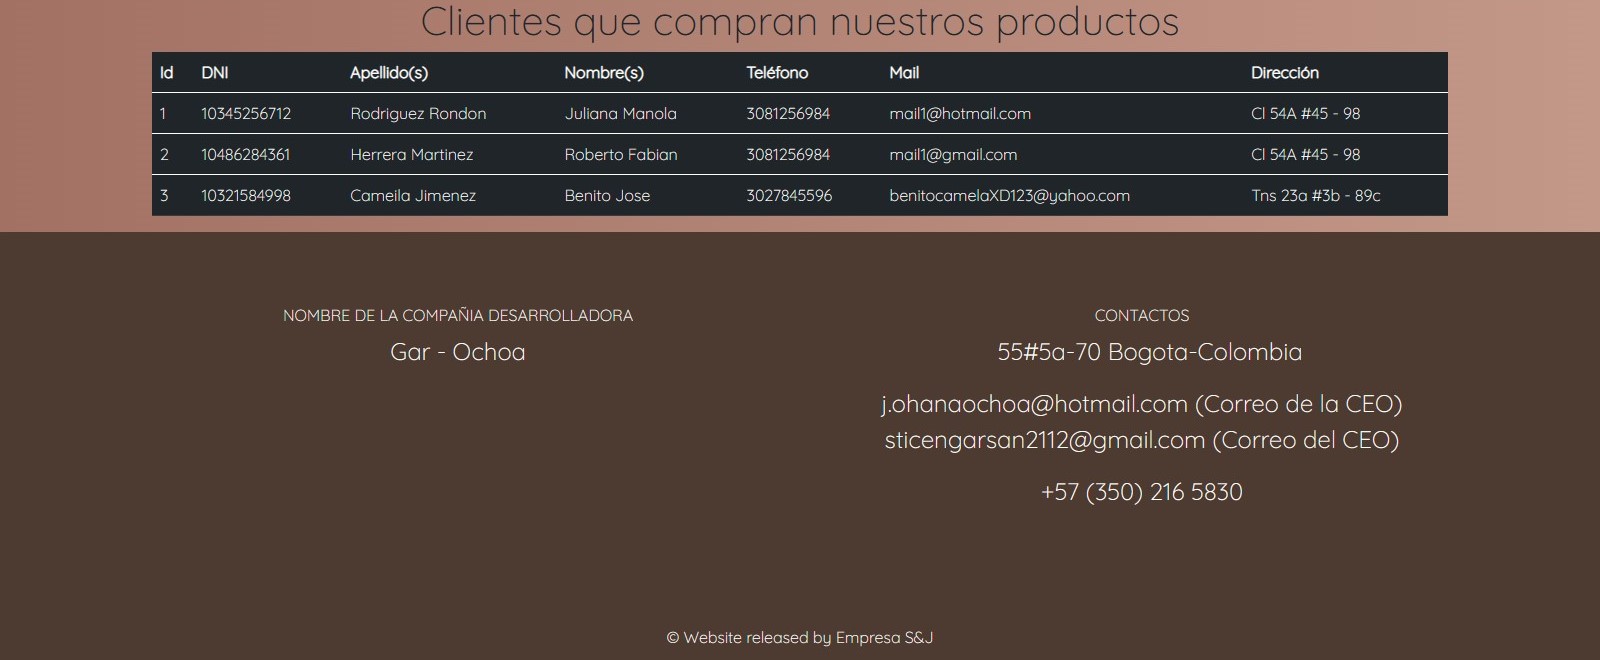 Clientes que compran nuestros productos
Id DNI Apellido(s) Nombre(s) Teléfono Mail Dirección
1 10345256712 Rodriguez Rondon Juliana Manola 3081256984 mail1@hotmail.com Cl 54A #45 - 98
2 10486284361 Herrera Martinez Roberto Fabian 3081256984 mail1@gmail.com Cl 54A #45 - 98
3 10321584998 Cameila Jimenez Benito Jose 3027845596 benitocamelaXD123@yahoo.com Tns 23a #3b - 89c
NOMBRE DE LA COMPAÑIA DESARROLLADORA
Gar - Ochoa
CONTACTOS
55#5a-70 Bogota-Colombia
j.ohanaochoa@hotmail.com (Correo de la CEO)
sticengarsan2112@gmail.com (Correo del CEO)
+57 (350) 216 5830
© Website released by Empresa S&J